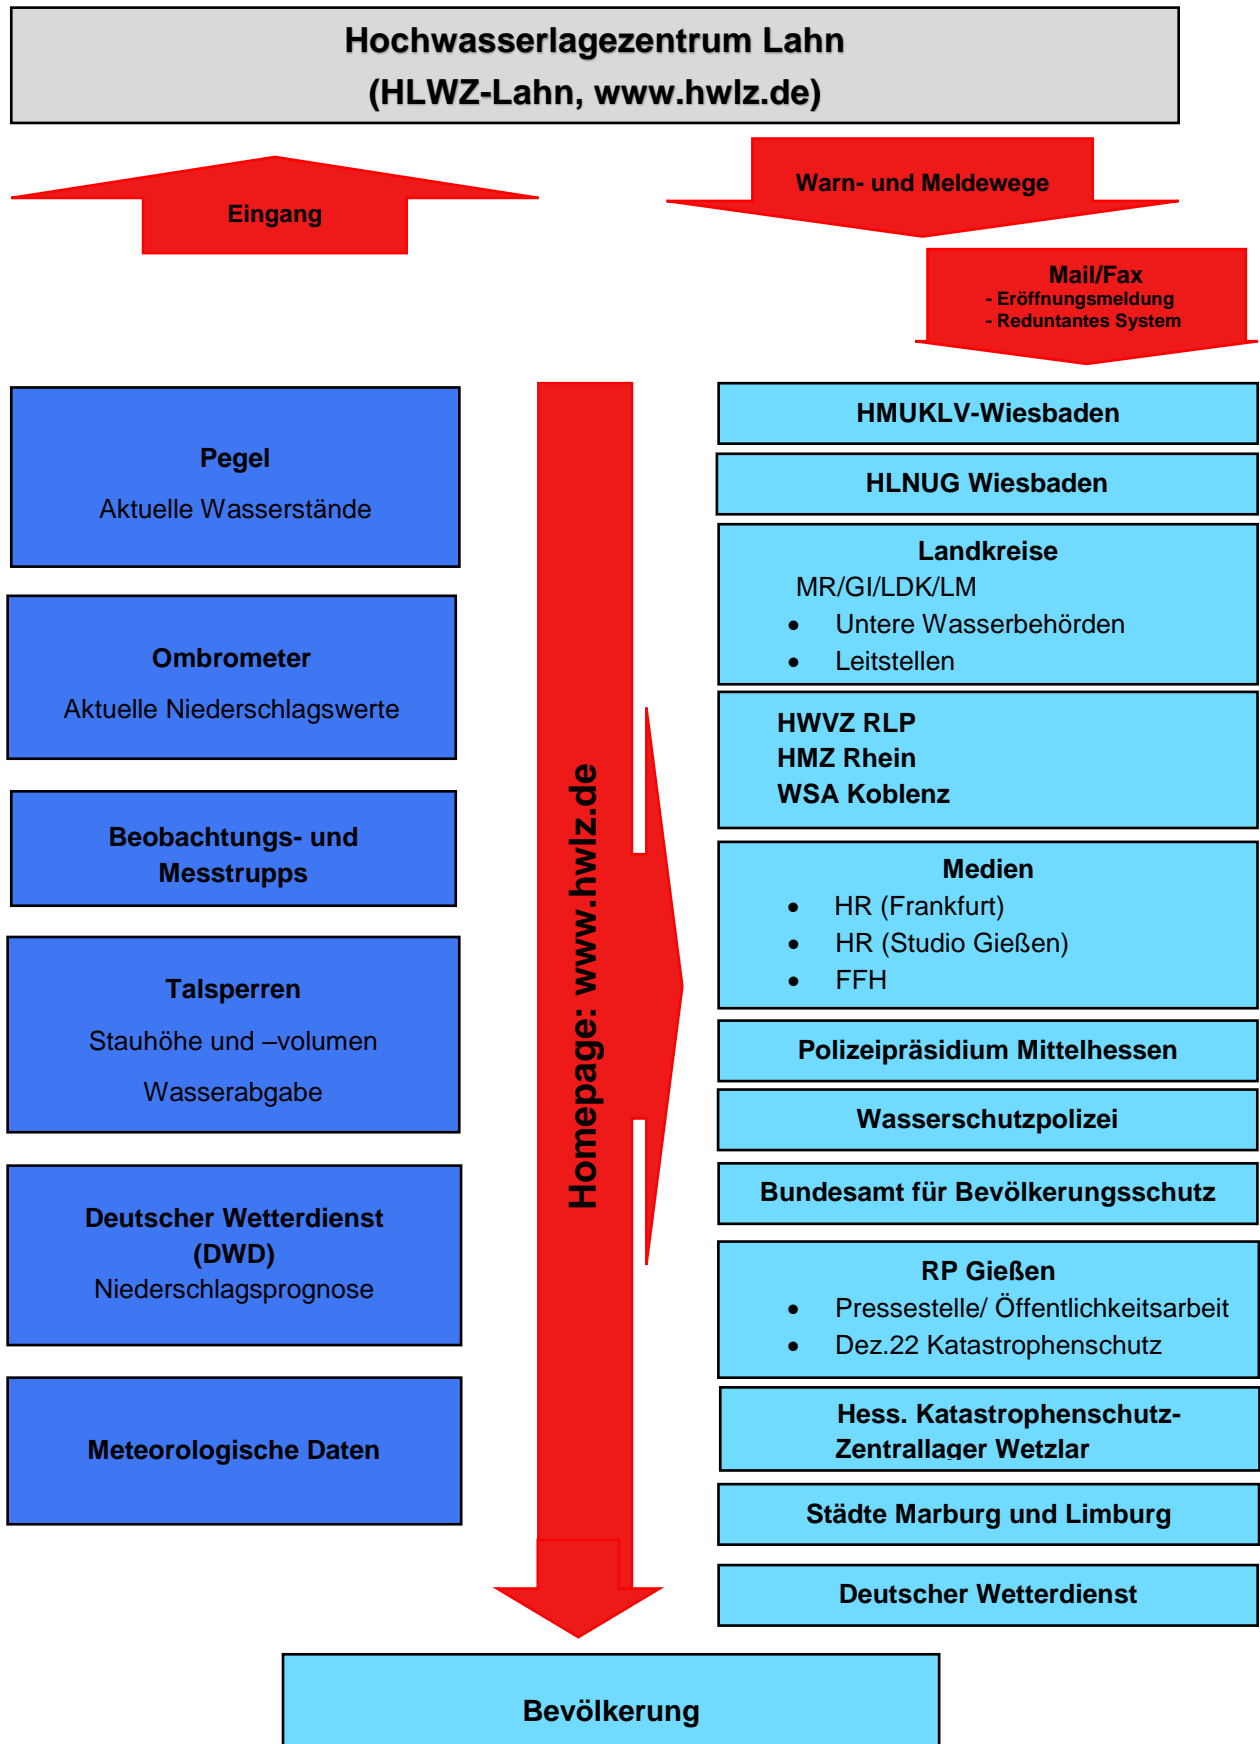 Hochwasserlagezentrum Lahn
(HLWZ-Lahn, www.hwlz.de)
Eingang
Warn- und Meldewege
Mail/Fax
- Eröffnungsmeldung
- Reduntantes System
Pegel
Aktuelle Wasserstände
Ombrometer
Aktuelle Niederschlagswerte
Beobachtungs- und
Messtrupps
Talsperren
Stauhöhe und –volumen
Wasserabgabe
Deutscher Wetterdienst
(DWD)
Niederschlagsprognose
Meteorologische Daten
Homepage: www.hwlz.de
HMUKLV-Wiesbaden
HLNUG Wiesbaden
Landkreise
MR/GI/LDK/LM
• Untere Wasserbehörden
• Leitstellen
HWVZ RLP
HMZ Rhein
WSA Koblenz
Medien
• HR (Frankfurt)
• HR (Studio Gießen)
• FFH
Polizeipräsidium Mittelhessen
Wasserschutzpolizei
Bundesamt für Bevölkerungsschutz
RP Gießen
• Pressestelle/ Öffentlichkeitsarbeit
• Dez.22 Katastrophenschutz
Hess. Katastrophenschutz-
Zentrallager Wetzlar
Städte Marburg und Limburg
Deutscher Wetterdienst
Bevölkerung